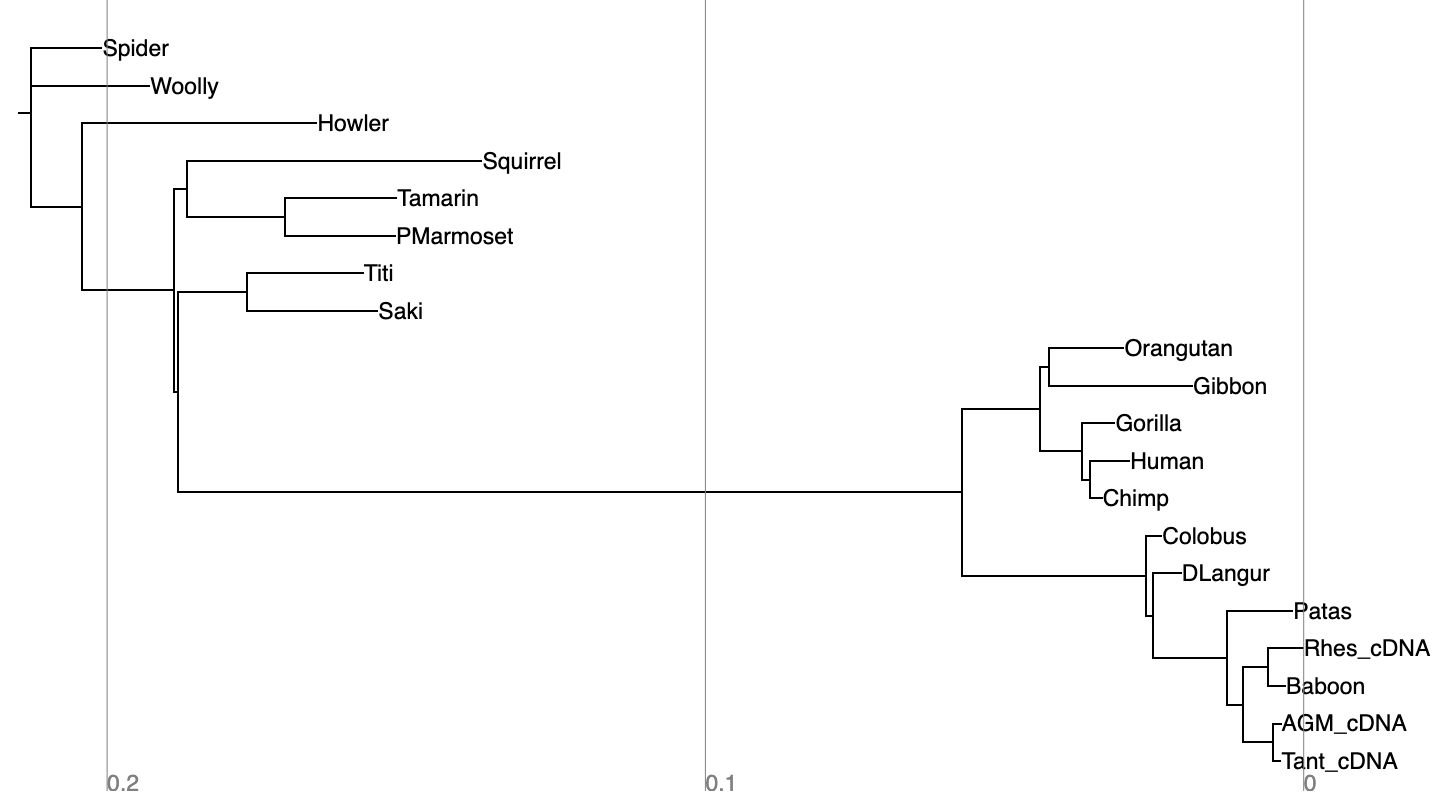 Spider
Woolly
Howler
Squirrel
Tamarin
PMarmoset
Titi
Saki
Orangutan
Gibbon
Gorilla
Human
Chimp
Colobus
DLangur
Patas
Rhes_cDNA
Baboon
AGM_cDNA
Tant_cDNA
0.2 0.1 0